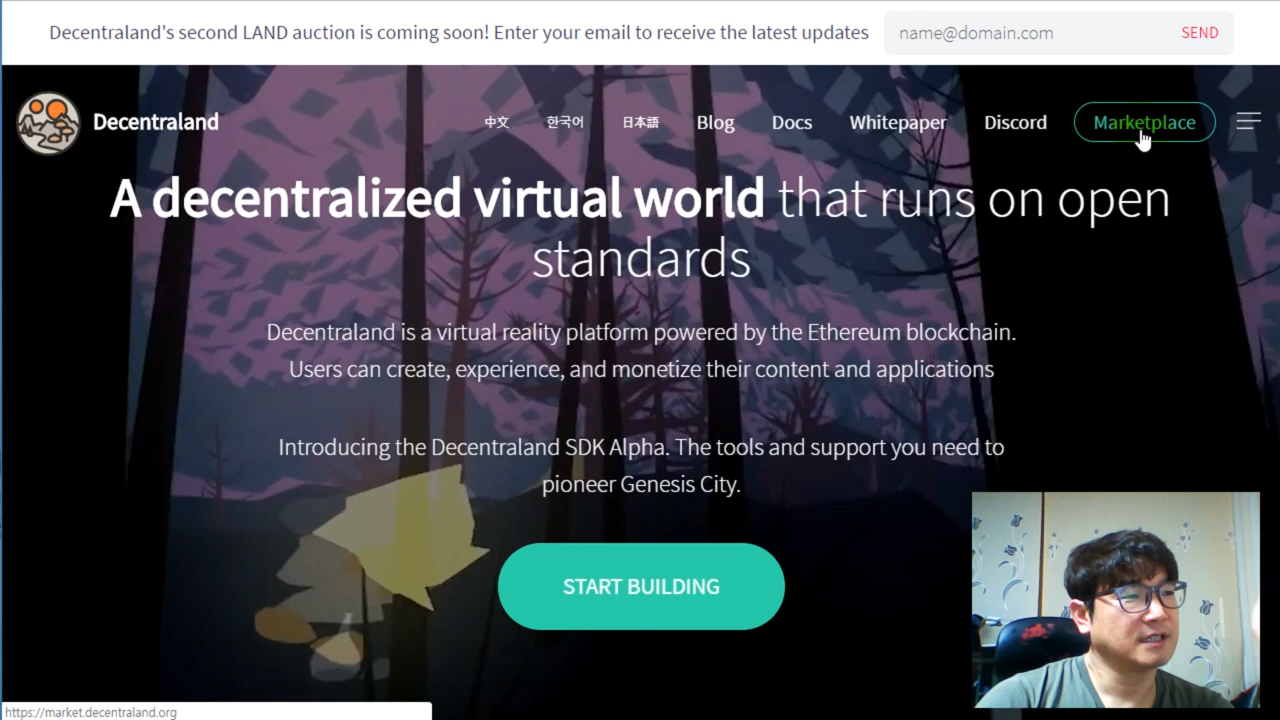 Decentraland's second LAND auction is coming soon! Enter your email to receive the latest updates name@domain.com SEND
Decentraland 中文 한국어 日本語 Blog Docs Whitepaper Discord Marketplace
A decentralized virtual world that runs on open
standards
Decentraland is a virtual reality platform powered by the Ethereum blockchain.
Users can create, experience, and monetize their content and applications
Introducing the Decentraland SDK Alpha. The tools and support you need to
pioneer Genesis City.
START BUILDING
https://market.decentraland.org